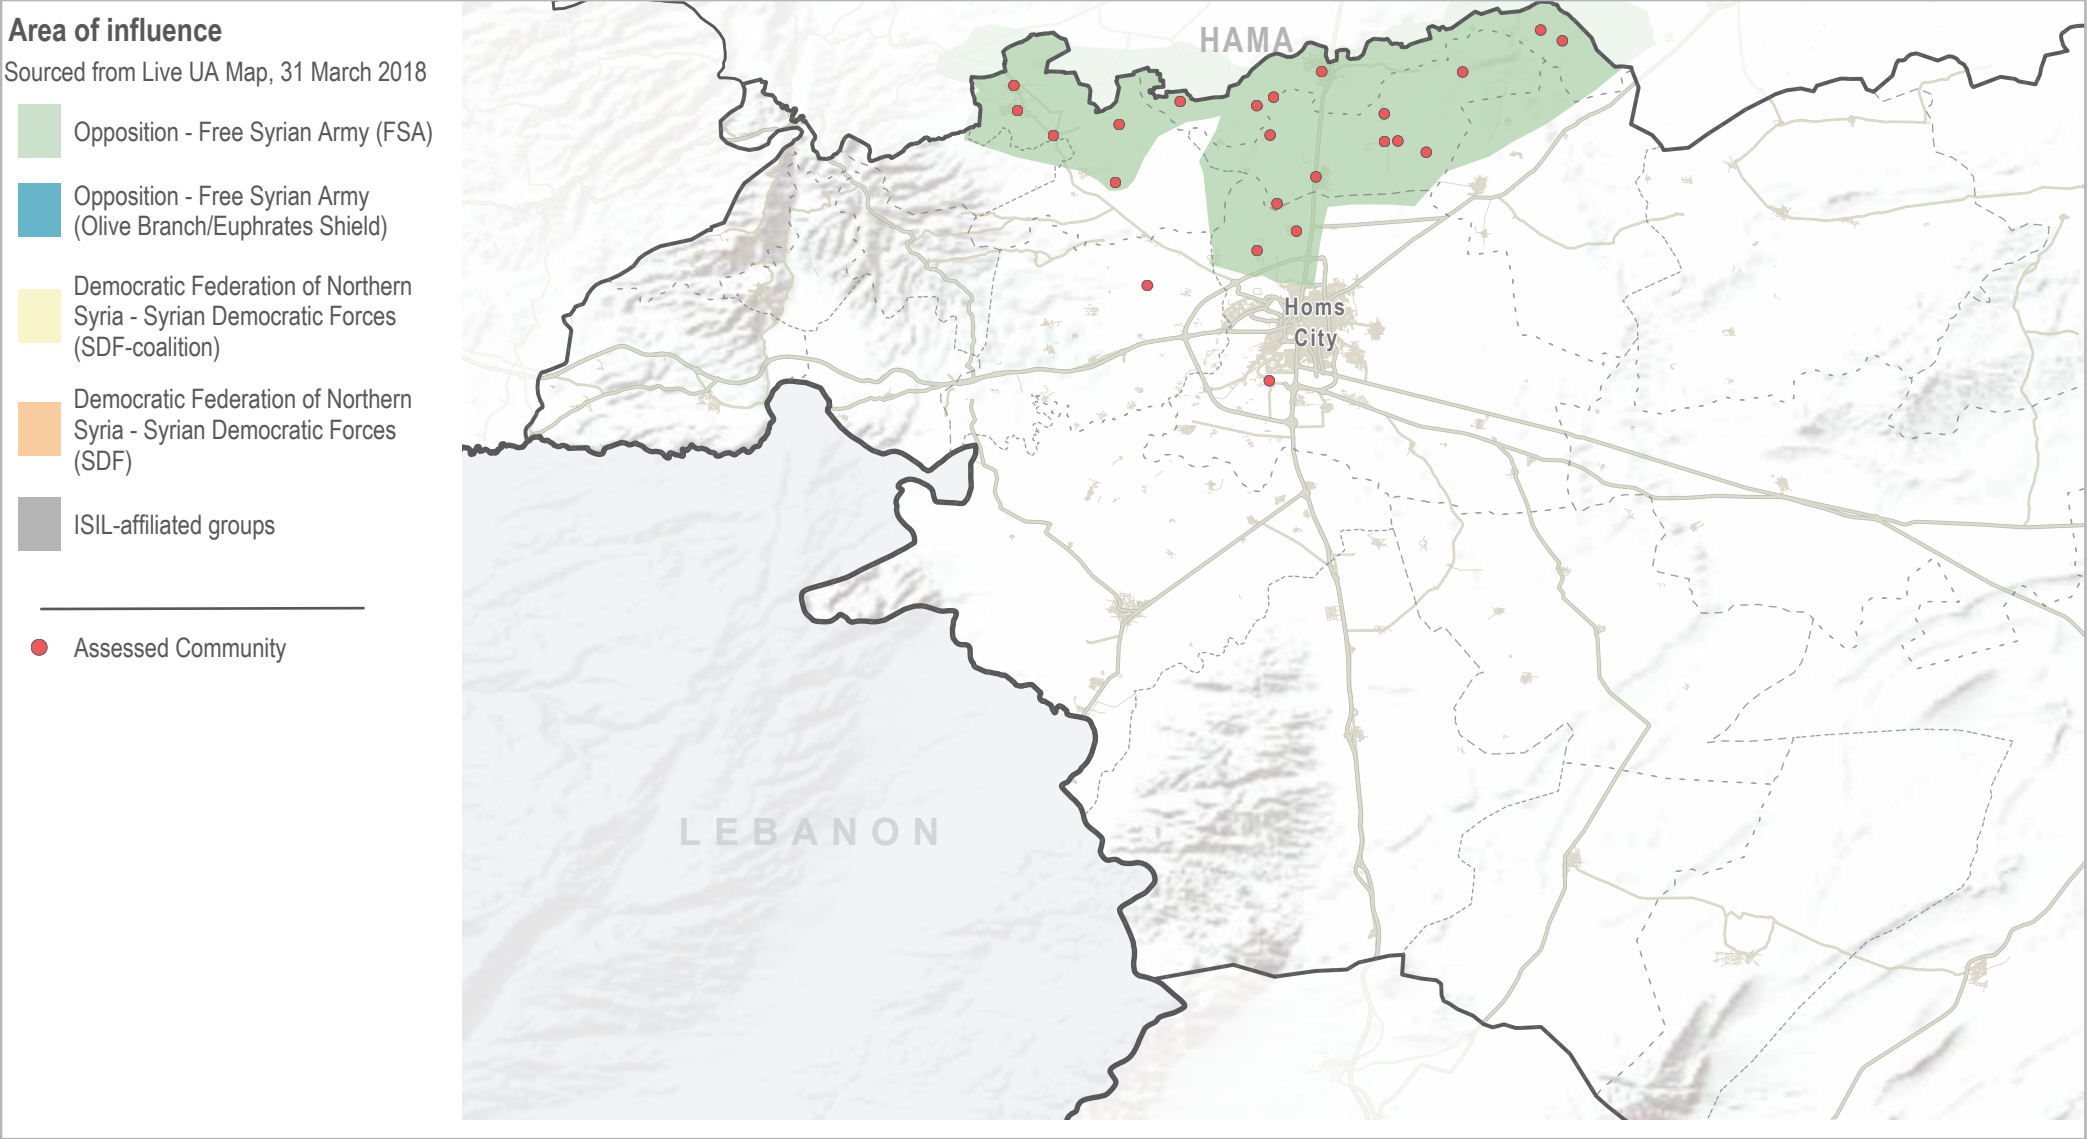 Area of influence
Sourced from Live UA Map, 31 March 2018
Opposition - Free Syrian Army (FSA)
Opposition - Free Syrian Army
(Olive Branch/Euphrates Shield)
Democratic Federation of Northern
Syria - Syrian Democratic Forces
(SDF-coalition)
Democratic Federation of Northern
Syria - Syrian Democratic Forces
(SDF)
ISIL-affiliated groups
Assessed Community
HAMA
Homs
City
LEBANON